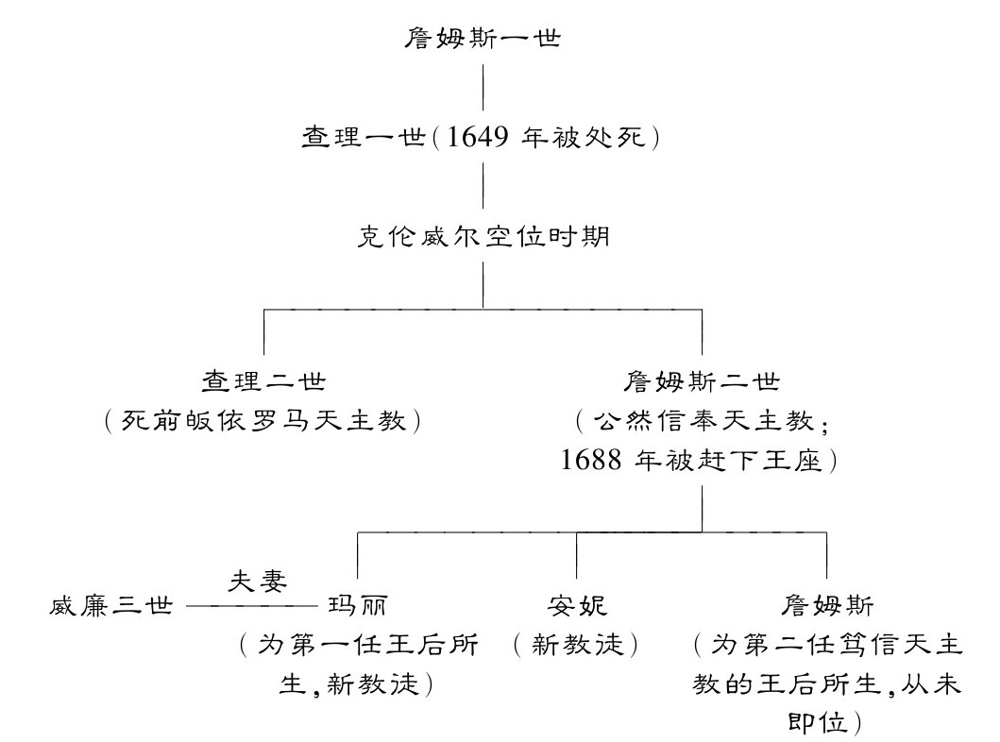 詹姆斯一世
查理一世(1649 年被处死)
克伦威尔空位时期
查理二世
(死前皈依罗马天主教)
詹姆斯二世
(公然信奉天主教;
1688 年被赶下王座)
夫妻
威廉三世
玛丽
(为第一任王后所
生,新教徒)
安妮
(新教徒)
詹姆斯
(为第二任笃信天主
教的王后所生,从未
即位)